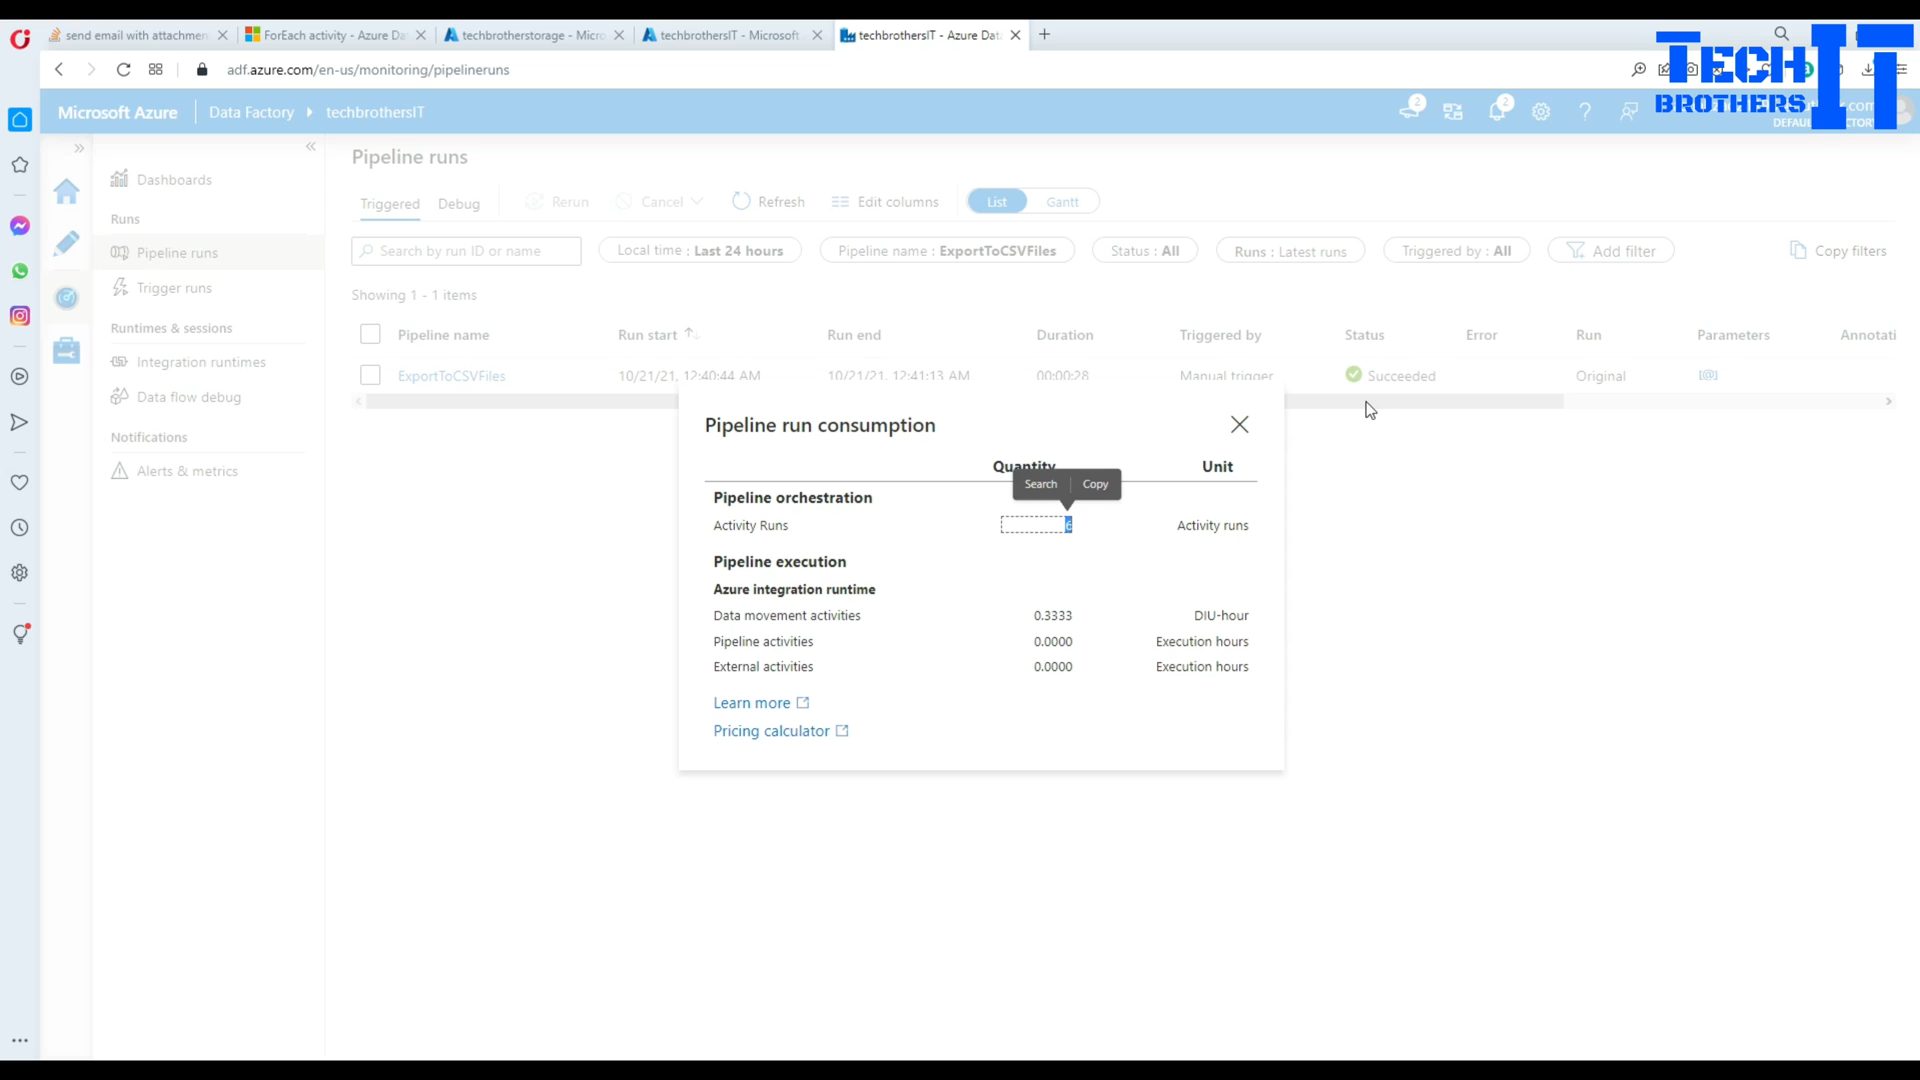 send email with attachmen
ForEach activity - Azure Da
techbrotherstorage - Micro
techbrothersIT - Microsoft
techbrothersIT - Azure Dat
adf.azure.com/en-us/monitoring/pipelineruns
TECH IT
BROTHERS
Microsoft Azure
Data Factory
techbrothersIT
2
2
Pipeline runs
Dashboards
Runs
Pipeline runs
Trigger runs
Runtimes & sessions
Integration runtimes
Data flow debug
Notifications
Alerts & metrics
Triggered
Debug
Rerun
Cancel
Refresh
Edit columns
List
Gantt
Search by run ID or name
Local time : Last 24 hours
Pipeline name : ExportToCSVFiles
Status : All
Runs : Latest runs
Triggered by : All
Add filter
Copy filters
Showing 1 - 1 items
Pipeline name Run start Run end Duration Triggered by Status Error Run Parameters Annotati
ExportToCSVFiles 10/21/21, 12:40:44 AM 10/21/21, 12:41:13 AM 00:00:28 Manual trigger Succeeded Original [@]
Pipeline run consumption
Quantity Unit
Search Copy
Pipeline orchestration
Activity Runs 6 Activity runs
Pipeline execution
Azure integration runtime
Data movement activities 0.3333 DIU-hour
Pipeline activities 0.0000 Execution hours
External activities 0.0000 Execution hours
Learn more
Pricing calculator